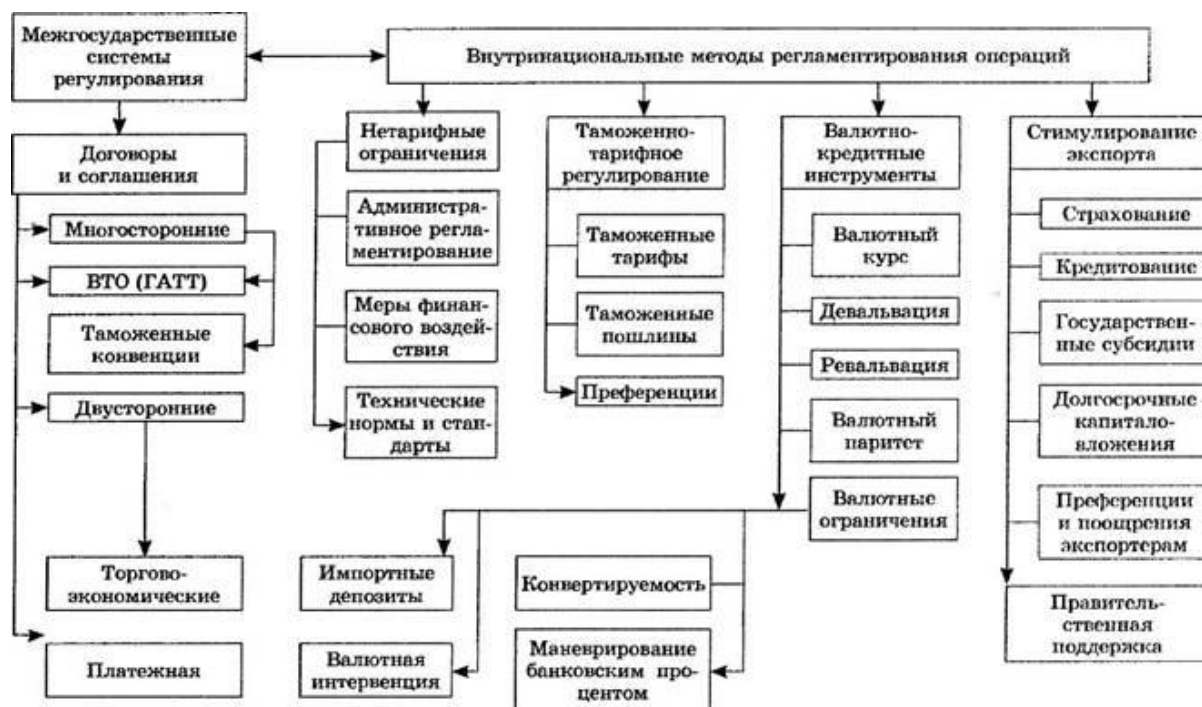 Межгосударственные
системы
регулирования
Внутринациональные методы регламентирования операций
Договоры
и соглашения
Многосторонние
ВТО (ГАТТ)
Таможенные
конвенции
Двусторонние
Торгово-
экономические
Платежная
Нетарифные
ограничения
Административ-
тивное регла-
ментирование
Меры финан-
сового воздей-
ствия
Технические
нормы и стан-
дарты
Таможенно-
тарифное
регулирование
Таможенные
тарифы
Таможенные
пошлины
Преференции
Валютно-
кредитные
инструменты
Валютный
курс
Девальвация
Ревальвация
Валютный
паритет
Валютные
ограничения
Импортные
депозиты
Валютная
интервенция
Конвертируемость
Маневрирование
банковским про-
центом
Стимулирование
экспорта
Страхование
Кредитование
Государствен-
ные субсидии
Долгосрочные
капитало-
вложения
Преференции
и поощрения
экспортерам
Правитель-
ственная
поддержка